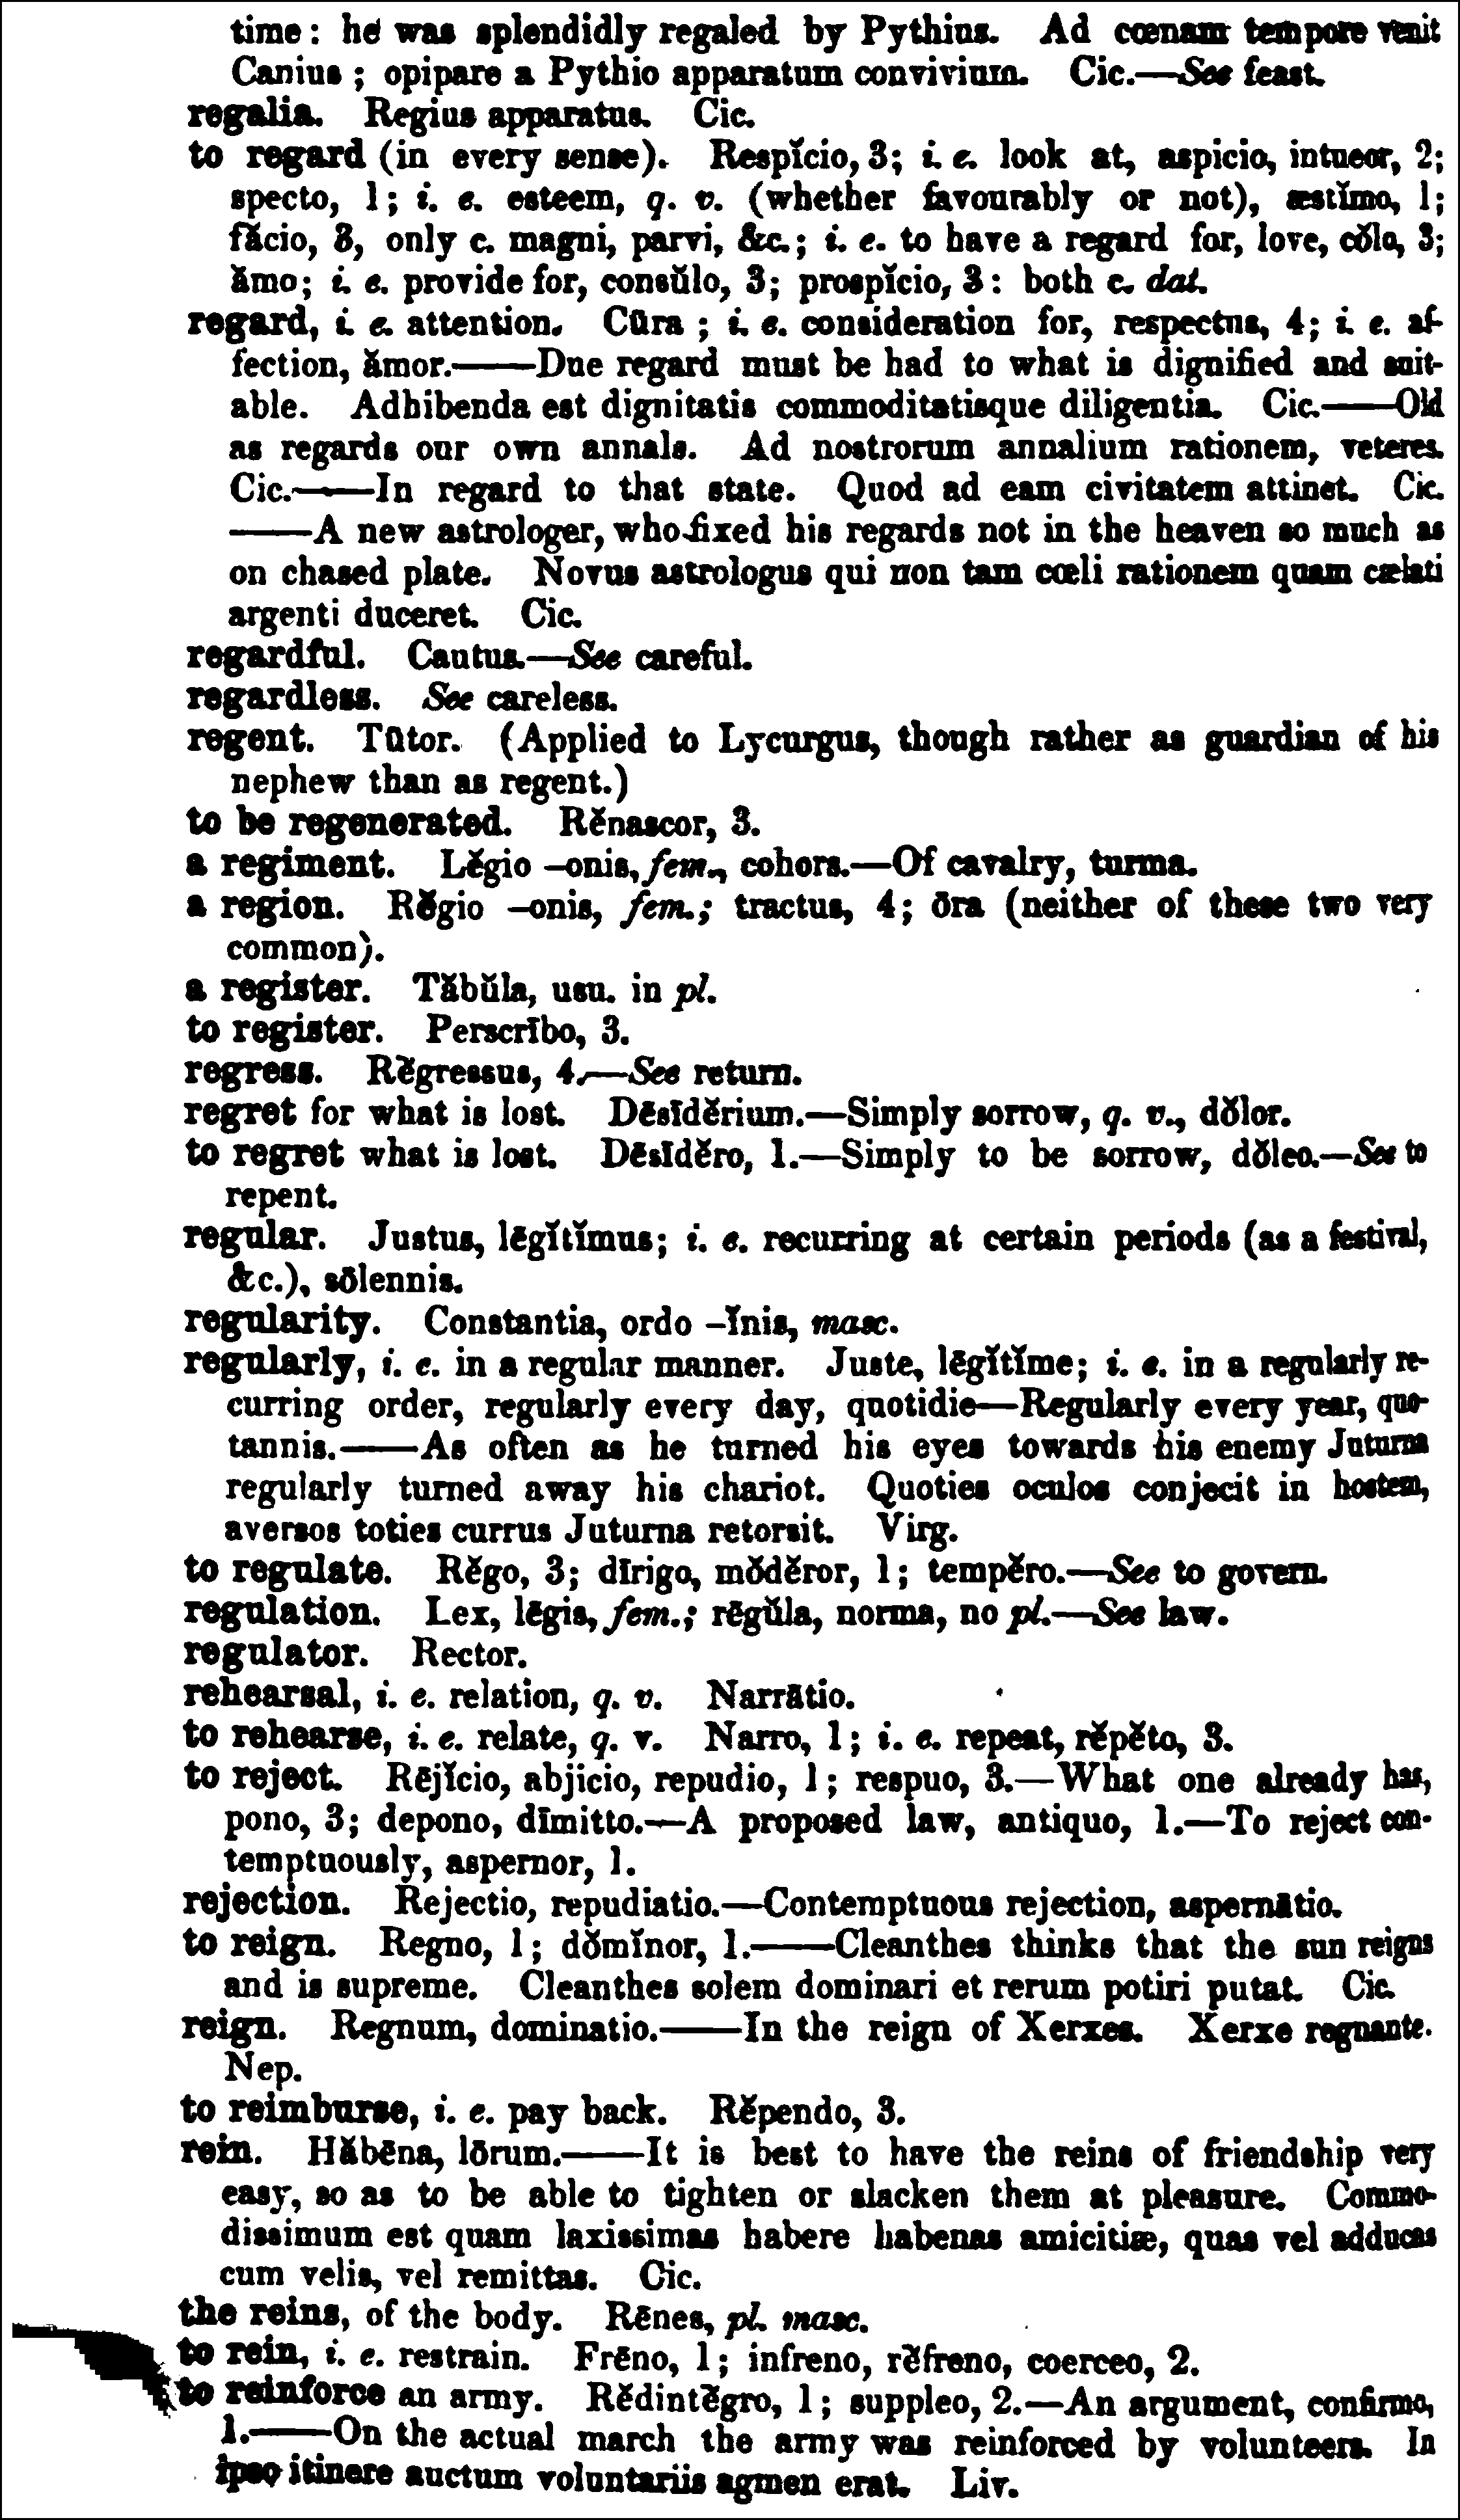 time: he was splendidly regaled by Pythius. Ad cœnam tempore venit
Canius; opipare a Pythio apparatum convivium. Cic.—See feast.
regalia. Regius apparatus. Cic.
to regard (in every sense). Respĭcio, 3; i. e. look at, aspicio, intueor, 2;
specto, 1; i. e. esteem, q. v. (whether favourably or not), æstĭmo, 1;
făcio, 3, only c. magni, parvi, &c.; i. e. to have a regard for, love, cŏlo, 3;
ămo; i. e. provide for, consŭlo, 3; prospĭcio, 3: both c. dat.
regard, i. e. attention. Cūra; i. e. consideration for, respectus, 4; i. e. af-
fection, ămor.——Due regard must be had to what is dignified and suit-
able. Adhibenda est dignitatis commoditatisque diligentia. Cic.——Old
as regards our own annals. Ad nostrorum annalium rationem, veteres.
Cic.——In regard to that state. Quod ad eam civitatem attinet. Cic.
——A new astrologer, who fixed his regards not in the heaven so much as
on chased plate. Novus astrologus qui non tam cœli rationem quam cælati
argenti duceret. Cic.
regardful. Cautus.—See careful.
regardless. See careless.
regent. Tūtor. (Applied to Lycurgus, though rather as guardian of his
nephew than as regent.)
to be regenerated. Rĕnascor, 3.
a regiment. Lĕgio –onis, fem., cohors.—Of cavalry, turma.
a region. Rĕgio –onis, fem.; tractus, 4; ōra (neither of these two very
common).
a register. Tăbŭla, usu. in pl.
to register. Perscrībo, 3.
regress. Rĕgressus, 4.—See return.
regret for what is lost. Dēsīdĕrium.—Simply sorrow, q. v., dŏlor.
to regret what is lost. Dēsīdĕro, 1.—Simply to be sorrow, dŏleo.—See to
repent.
regular. Justus, lēgĭtĭmus; i. e. recurring at certain periods (as a festival,
&c.), sōlennis.
regularity. Constantia, ordo –ĭnis, masc.
regularly, i. e. in a regular manner. Juste, lēgĭtĭme; i. e. in a regularly re-
curring order, regularly every day, quotidie—Regularly every year, quo-
tannis.——As often as he turned his eyes towards his enemy Juturna
regularly turned away his chariot. Quoties oculos conjecit in hostem,
aversos toties currus Juturna retorsit. Virg.
to regulate. Rĕgo, 3; dīrigo, mŏdĕror, 1; tempĕro.—See to govern.
regulation. Lex, lēgis, fem.; rēgŭla, norma, no pl.—See law.
regulator. Rector.
rehearsal, i. e. relation, q. v. Narrātio.
to rehearse, i. e. relate, q. v. Narro, 1; i. e. repeat, rĕpĕto, 3.
to reject. Rējĭcio, abjicio, repudio, 1; respuo, 3.—What one already has,
pono, 3; depono, dīmitto.—A proposed law, antiquo, 1.—To reject con-
temptuously, aspernor, 1.
rejection. Rejectio, repudiatio.—Contemptuous rejection, aspernātio.
to reign. Regno, 1; dŏmĭnor, 1.——Cleanthes thinks that the sun reigns
and is supreme. Cleanthes solem dominari et rerum potiri putat. Cic.
reign. Regnum, dominatio.——In the reign of Xerxes. Xerxe regnante.
Nep.
to reimburse, i. e. pay back. Rĕpendo, 3.
rein. Hăbēna, lōrum.——It is best to have the reins of friendship very
easy, so as to be able to tighten or slacken them at pleasure. Commo-
dissimum est quam laxissimas habere habenas amicitiæ, quas vel adducas
cum velis, vel remittas. Cic.
the reins, of the body. Rēnes, pl. masc.
to rein, i. e. restrain. Frēno, 1; infreno, rĕfreno, coerceo, 2.
to reinforce an army. Rĕdintĕgro, 1; suppleo, 2.—An argument, confirmo,
1.——On the actual march the army was reinforced by volunteers. In
ipso itinere auctum voluntariis agmen erat. Liv.